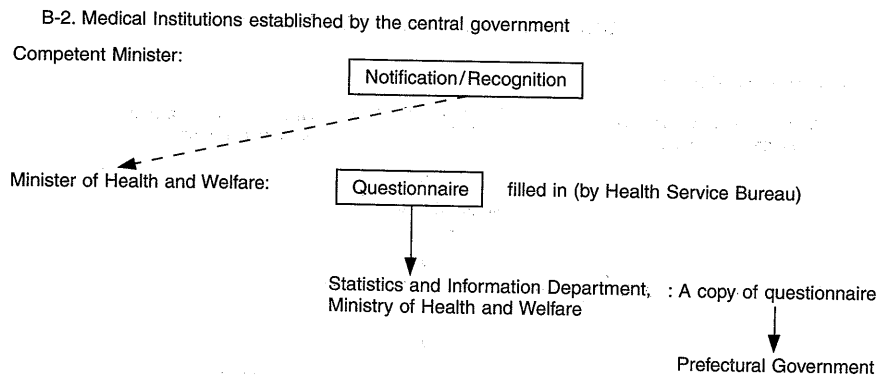 B-2. Medical Institutions established by the central government
Competent Minister:
Notification/Recognition
Minister of Health and Welfare:
Questionnaire
filled in (by Health Service Bureau)
Statistics and Information Department, : A copy of questionnaire
Ministry of Health and Welfare
Prefectural Government